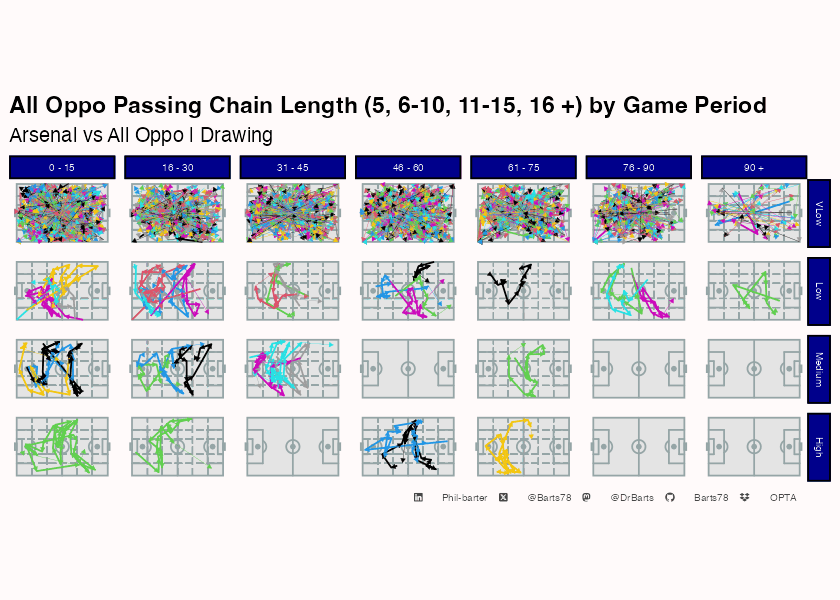 All Oppo Passing Chain Length (5, 6-10, 11-15, 16 +) by Game Period
Arsenal vs All Oppo I Drawing
0 - 15 16 - 30 31 - 45 46 - 60 61 - 75 76 - 90 90 +
V.Low
Low
Medium
High
Phil-barter @Barts78 @DrBarts Barts78 OPTA